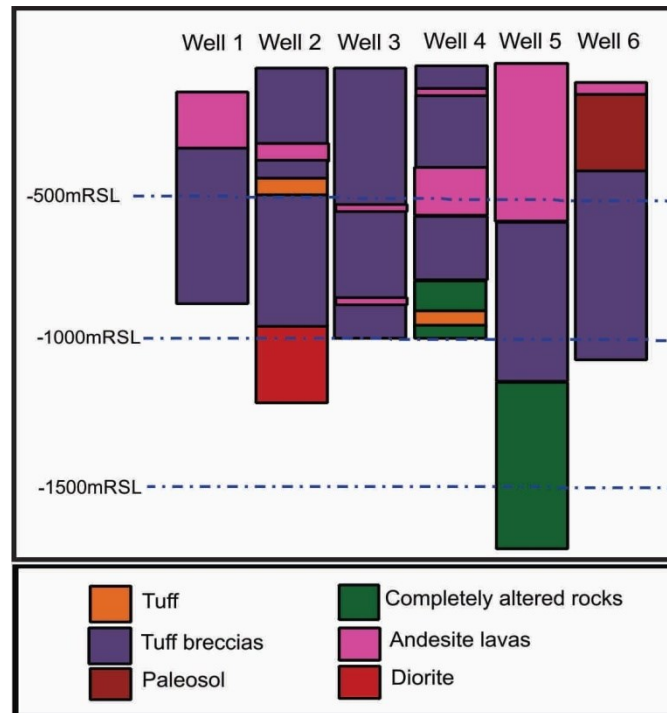 Well 1 Well 2 Well 3 Well 4 Well 5 Well 6
-500mRSL
-1000mRSL
-1500mRSL
Tuff
Tuff breccias
Paleosol
Completely altered rocks
Andesite lavas
Diorite